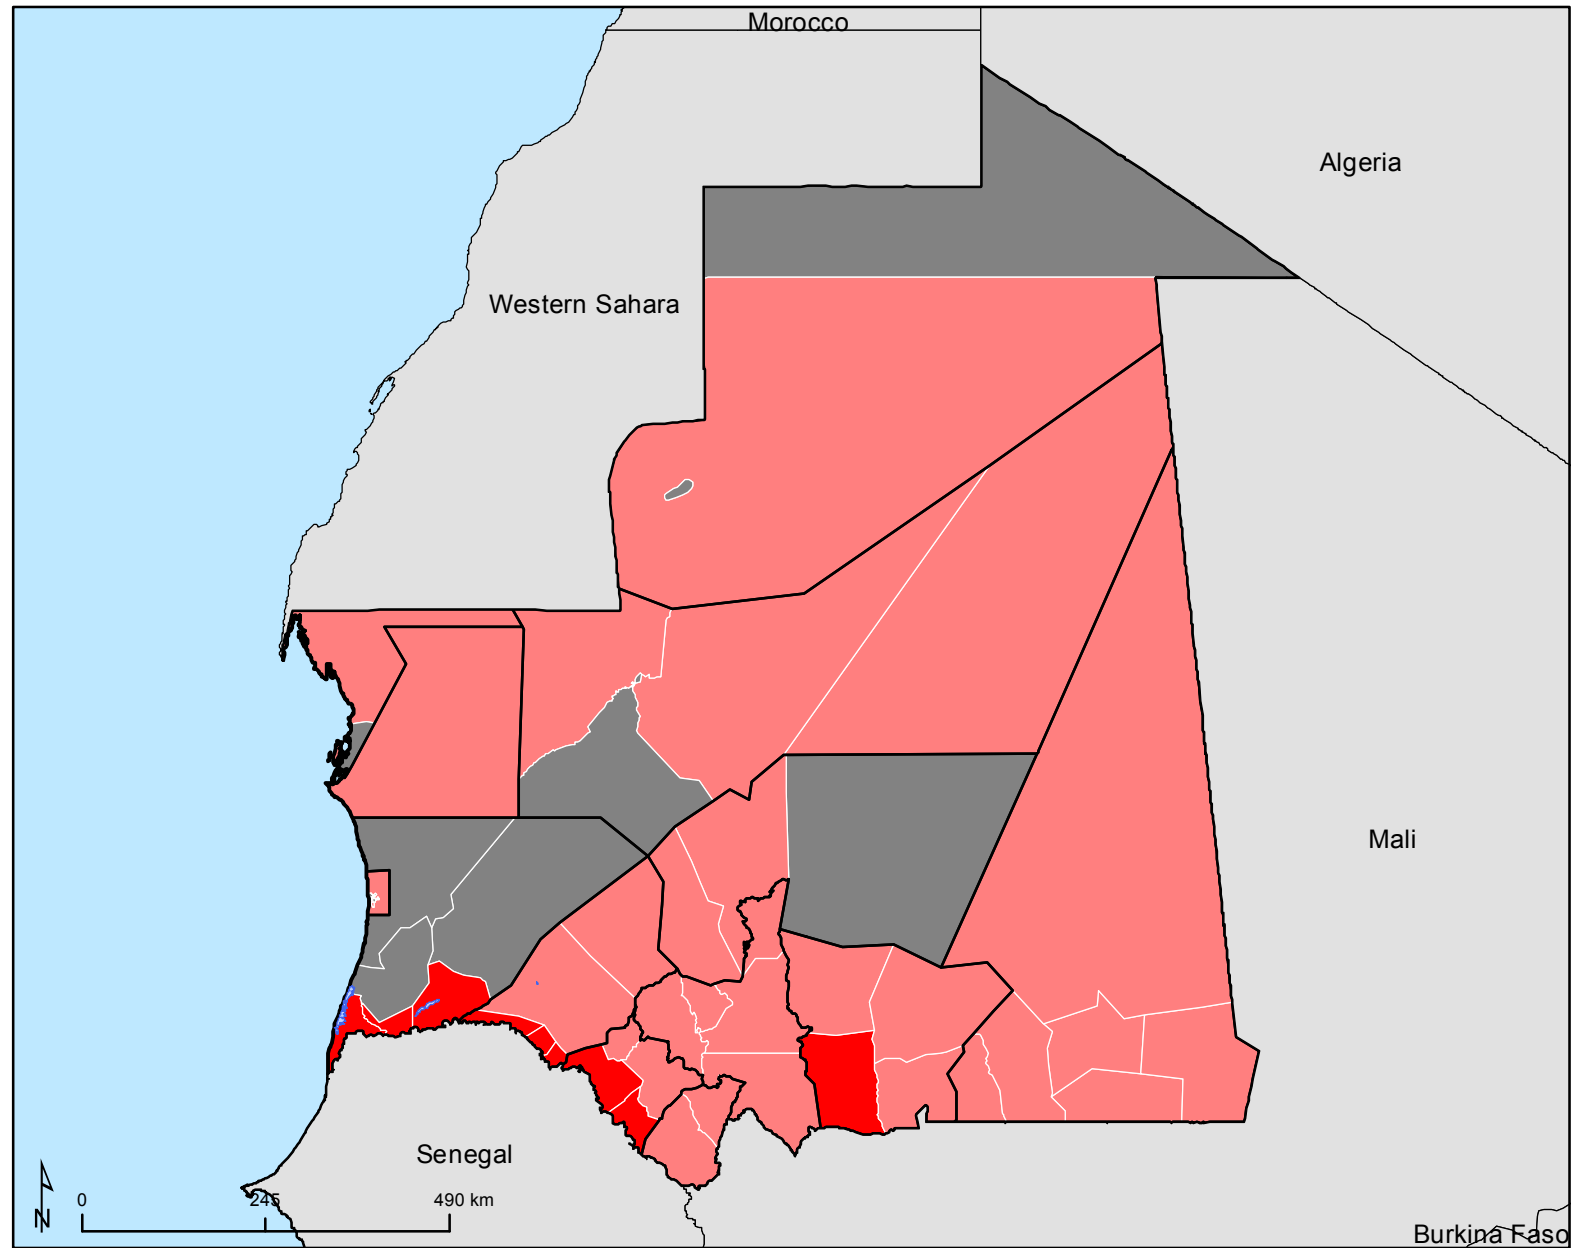 Morocco
Algeria
Western Sahara
Mali
Senegal
0 245 490 km
N
Burkina Faso